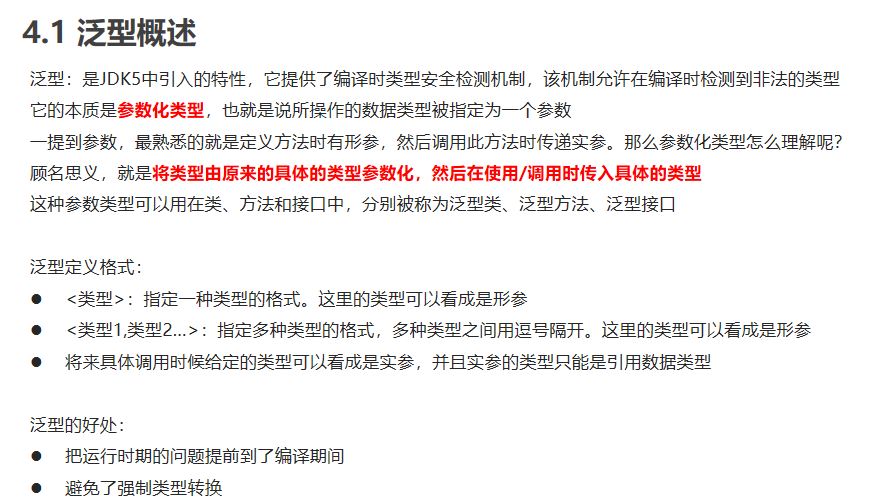 4.1 泛型概述
泛型：是JDK5中引入的特性，它提供了编译时类型安全检测机制，该机制允许在编译时检测到非法的类型
它的本质是参数化类型，也就是说所操作的数据类型被指定为一个参数
一提到参数，最熟悉的就是定义方法时有形参，然后调用此方法时传递实参。那么参数化类型怎么理解呢？
顾名思义，就是将类型由原来的具体的类型参数化，然后在使用/调用时传入具体的类型
这种参数类型可以用在类、方法和接口中，分别被称为泛型类、泛型方法、泛型接口
泛型定义格式：
● <类型>：指定一种类型的格式。这里的类型可以看成是形参
● <类型1,类型2…>：指定多种类型的格式，多种类型之间用逗号隔开。这里的类型可以看成是形参
● 将来具体调用时候给定的类型可以看成是实参，并且实参的类型只能是引用数据类型
泛型的好处：
● 把运行时期的问题提前到了编译期间
● 避免了强制类型转换